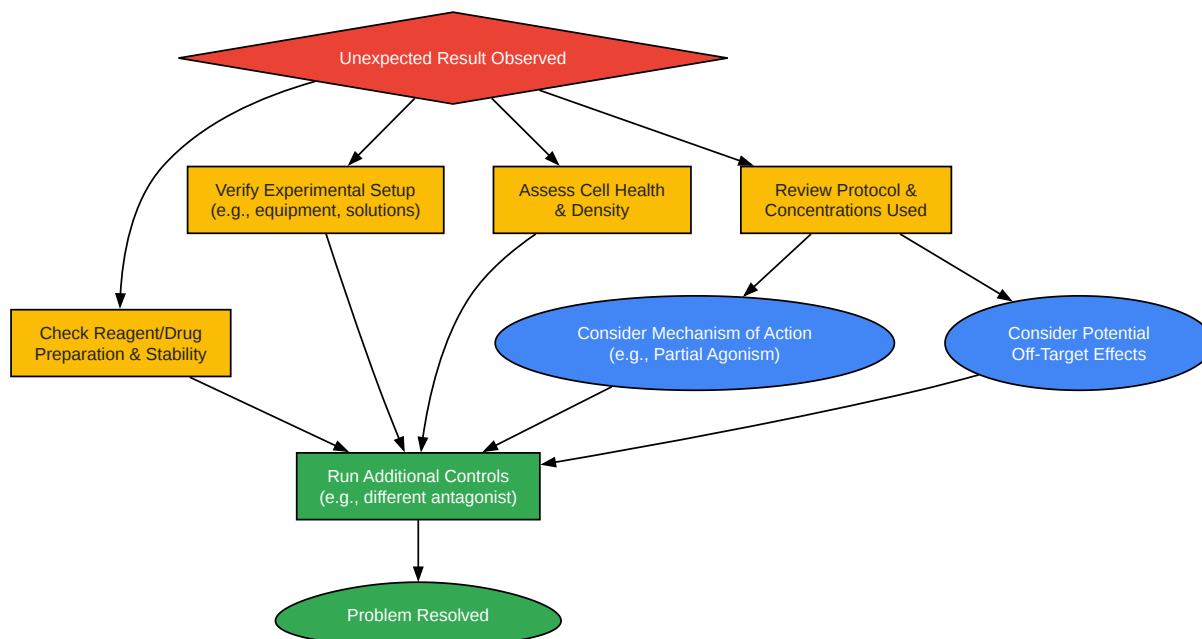 Unexpected Result Observed
Verify Experimental Setup
(e.g., equipment, solutions)
Assess Cell Health
& Density
Review Protocol &
Concentrations Used
Check Reagent/Drug
Preparation & Stability
Consider Mechanism of Action
(e.g., Partial Agonism)
Consider Potential
Off-Target Effects
Run Additional Controls
(e.g., different antagonist)
Problem Resolved